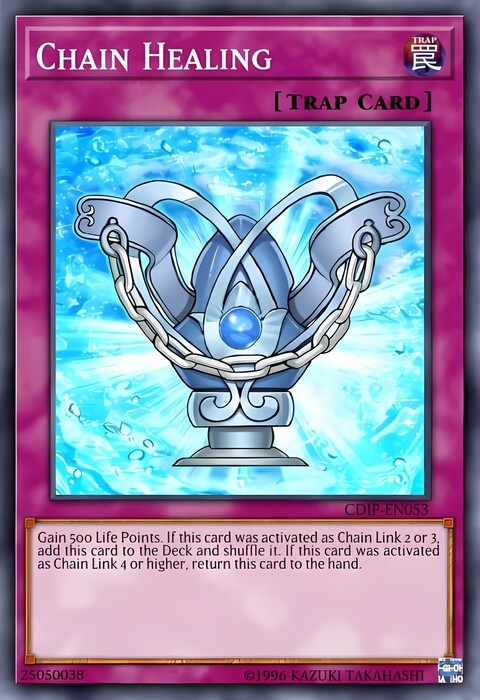 Chain Healing
TRAP
罠
[Trap Card]
CDIP-EN053
Gain 500 Life Points. If this card was activated as Chain Link 2 or 3,
add this card to the Deck and shuffle it. If this card was activated
as Chain Link 4 or higher, return this card to the hand.
25050038
©1996 KAZUKI TAKAHASHI